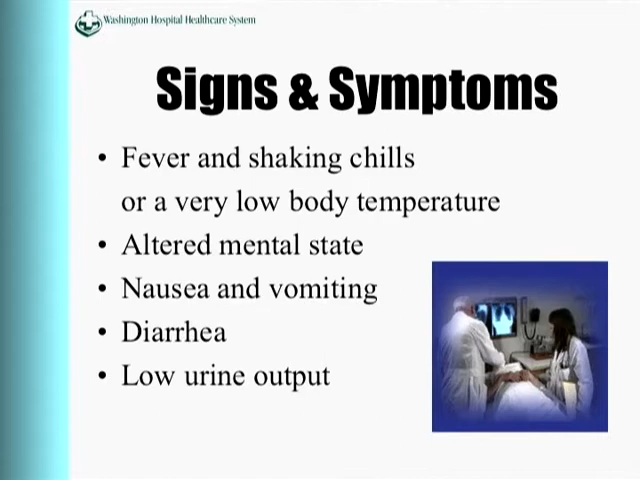 Washington Hospital Healthcare System
Signs & Symptoms
• Fever and shaking chills
or a very low body temperature
• Altered mental state
• Nausea and vomiting
• Diarrhea
• Low urine output